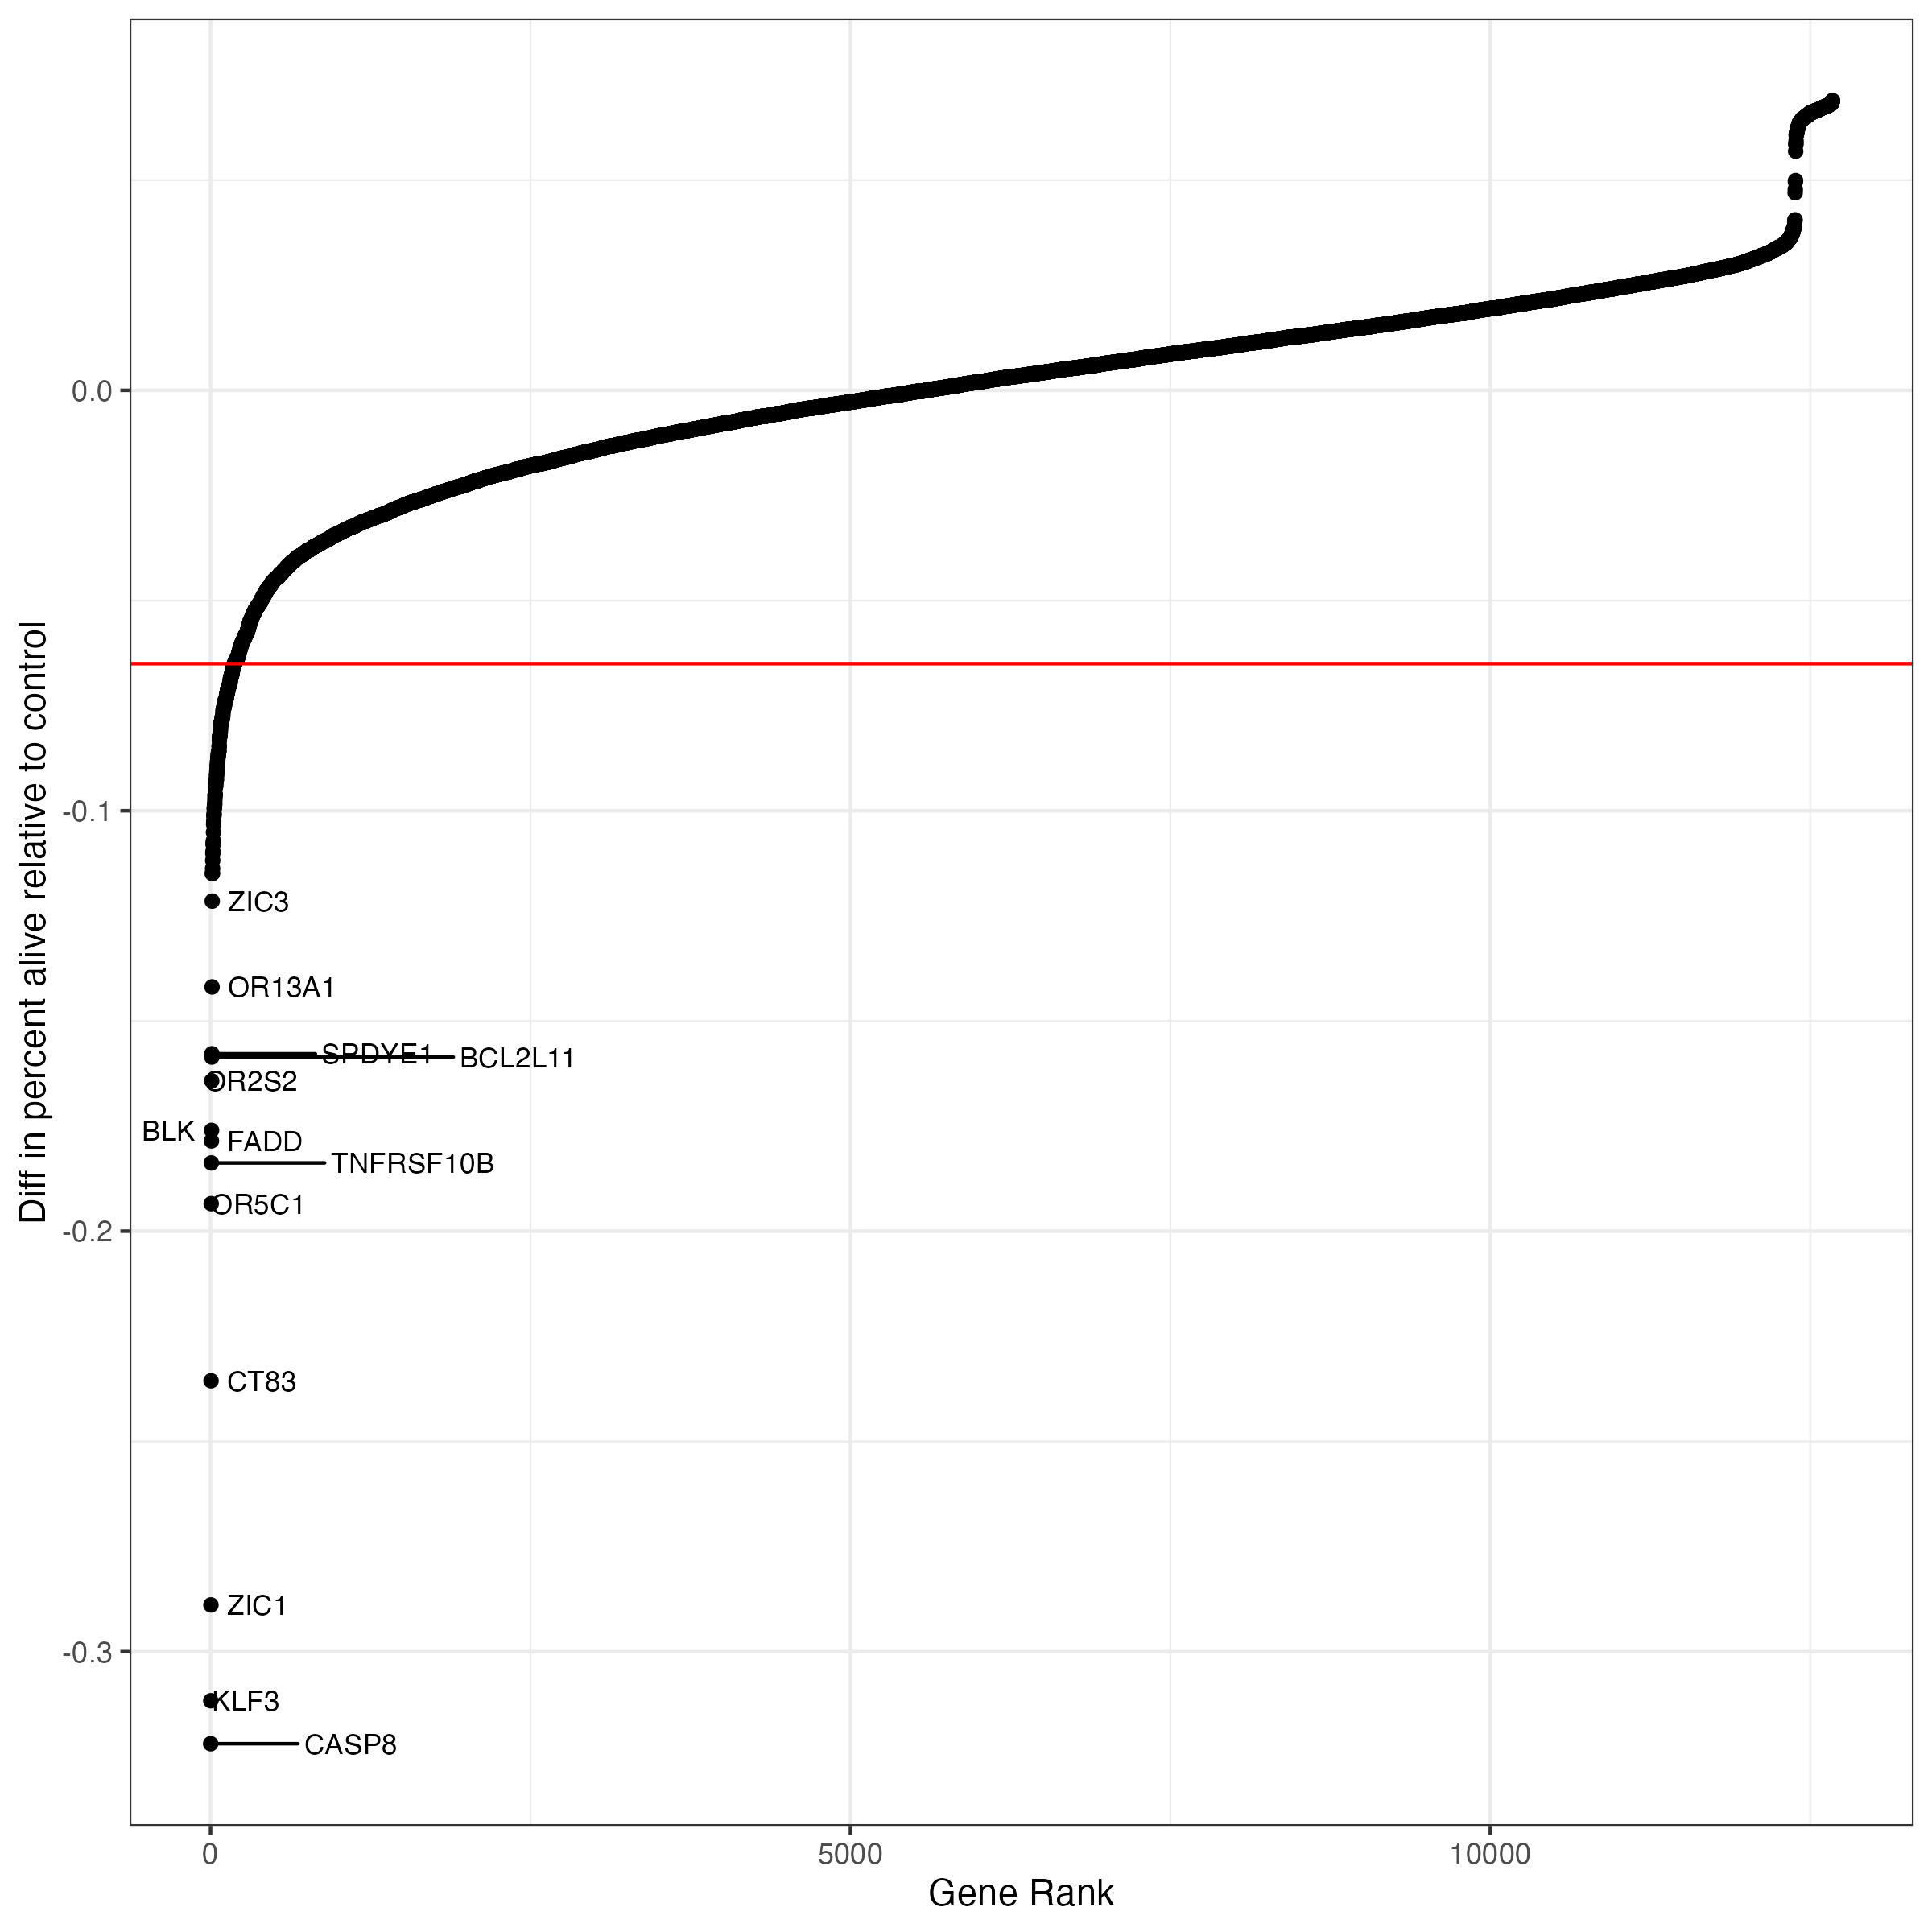 Diff in percent alive relative to control
0.0
-0.1
-0.2
-0.3
ZIC3
OR13A1
SPDYE1
BCL2L11
OR2S2
BLK
FADD
TNFRSF10B
OR5C1
CT83
ZIC1
KLF3
CASP8
0
5000
10000
Gene Rank